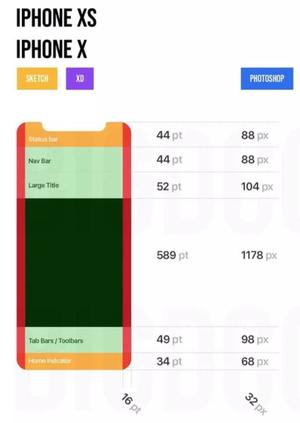 IPHONE XS
IPHONE X
SKETCH XD PHOTOSHOP
Status bar 44 pt 88 px
Nav Bar 44 pt 88 px
Large Title 52 pt 104 px
589 pt 1178 px
Tab Bars / Toolbars 49 pt 98 px
Home Indicator 34 pt 68 px
16 pt 32 px